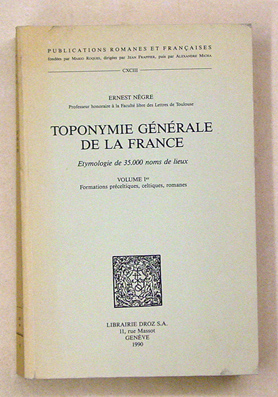 PUBLICATIONS ROMANES ET FRANÇAISES
fondées par MARIO ROQUES, dirigées par JEAN FRAPPIER, puis par ALEXANDRE MICHA
CXCIII
ERNEST NÈGRE
Professeur honoraire à la Faculté libre des Lettres de Toulouse
TOPONYMIE GÉNÉRALE
DE LA FRANCE
Etymologie de 35.000 noms de lieux
VOLUME 1er
Formations préceltiques, celtiques, romanes
LIBRAIRIE DROZ S.A.
11, rue Massot
GENÈVE
1990